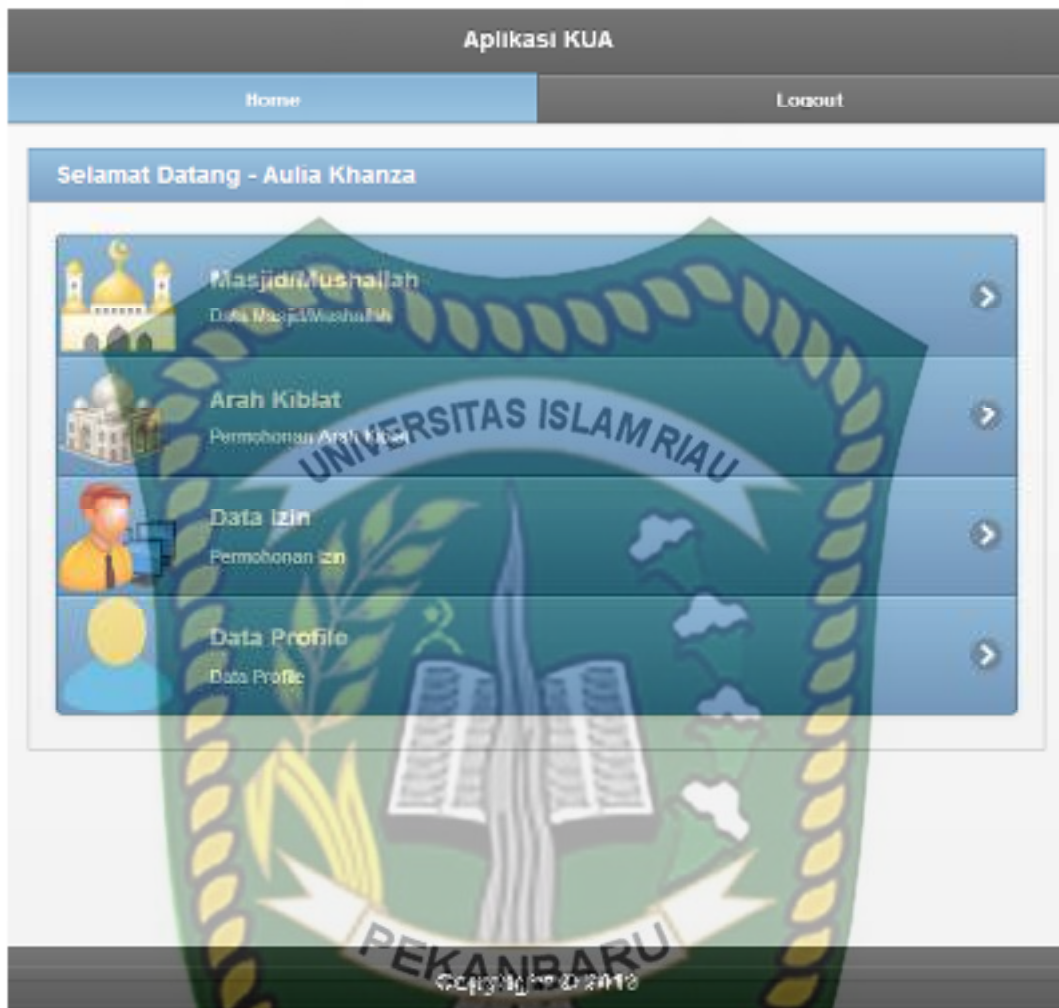 Aplikasi KUA
Home
Logout
Selamat Datang - Aulia Khanza
Masjid/Mushallah
Data Masjid/Mushallah
Arah Kiblat
Permohonan Arah Kiblat
UNIVERSITAS ISLAM RIAU
Data Izin
Permohonan Izin
Data Profile
Data Profile
PEKANBARU
Copyright ©